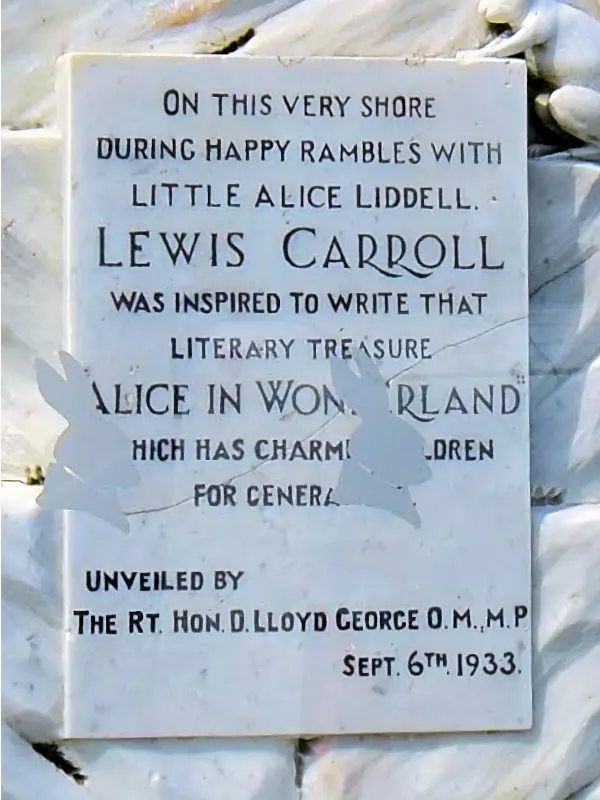 ON THIS VERY SHORE
DURING HAPPY RAMBLES WITH
LITTLE ALICE LIDDELL.
LEWIS CARROLL
WAS INSPIRED TO WRITE THAT
LITERARY TREASURE
"ALICE IN WONDERLAND"
HAS
FOR
UNVEILED BY
THE RT. HON. D. LLOYD GEORGE O.M., M.P
SEPT. 6TH. 1933.